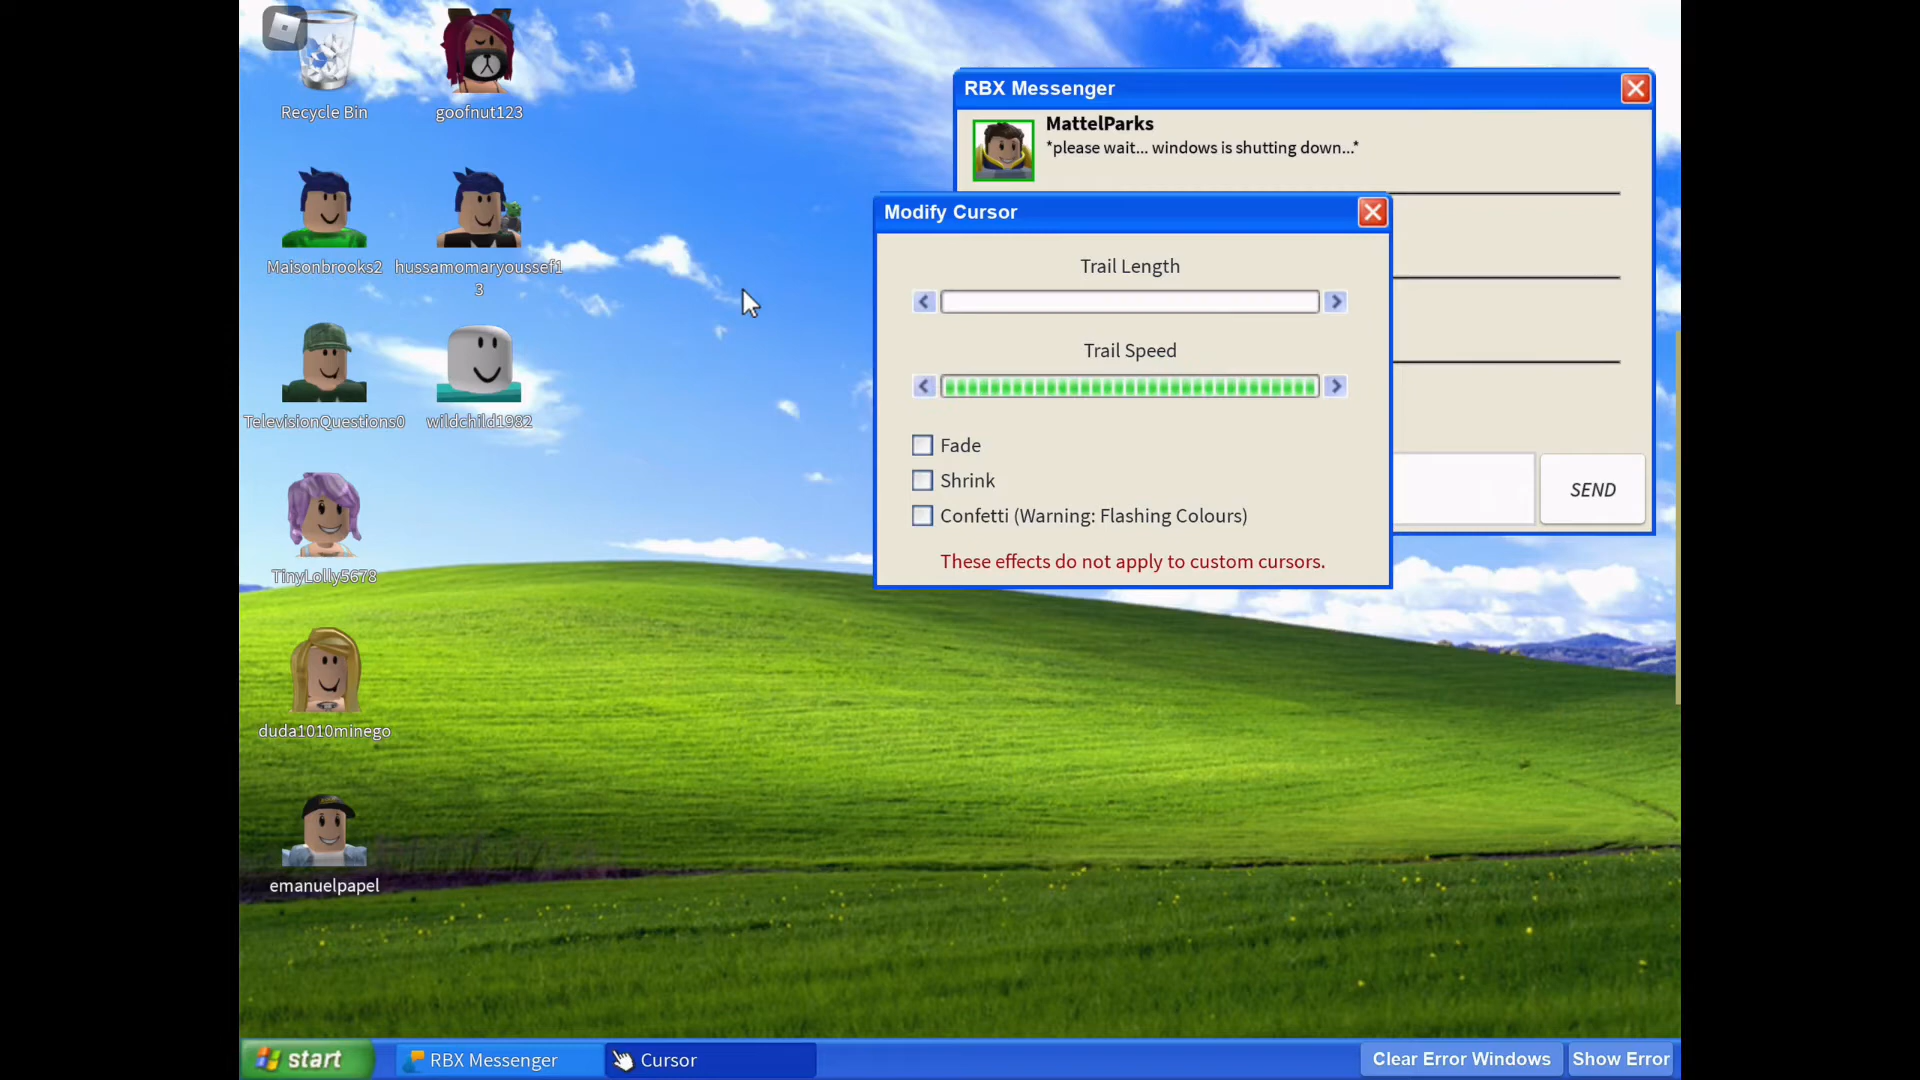 Recycle Bin
goofnut123
Maisonbrooks2
hussamomaryoussef1
3
TelevisionQuestions0
wildchild1982
TinyLolly5678
duda1010minego
emanuelpapel
RBX Messenger
MattelParks
*please wait... windows is shutting down...*
SEND
Modify Cursor
Trail Length
Trail Speed
Fade
Shrink
Confetti (Warning: Flashing Colours)
These effects do not apply to custom cursors.
start
RBX Messenger
Cursor
Clear Error Windows
Show Error